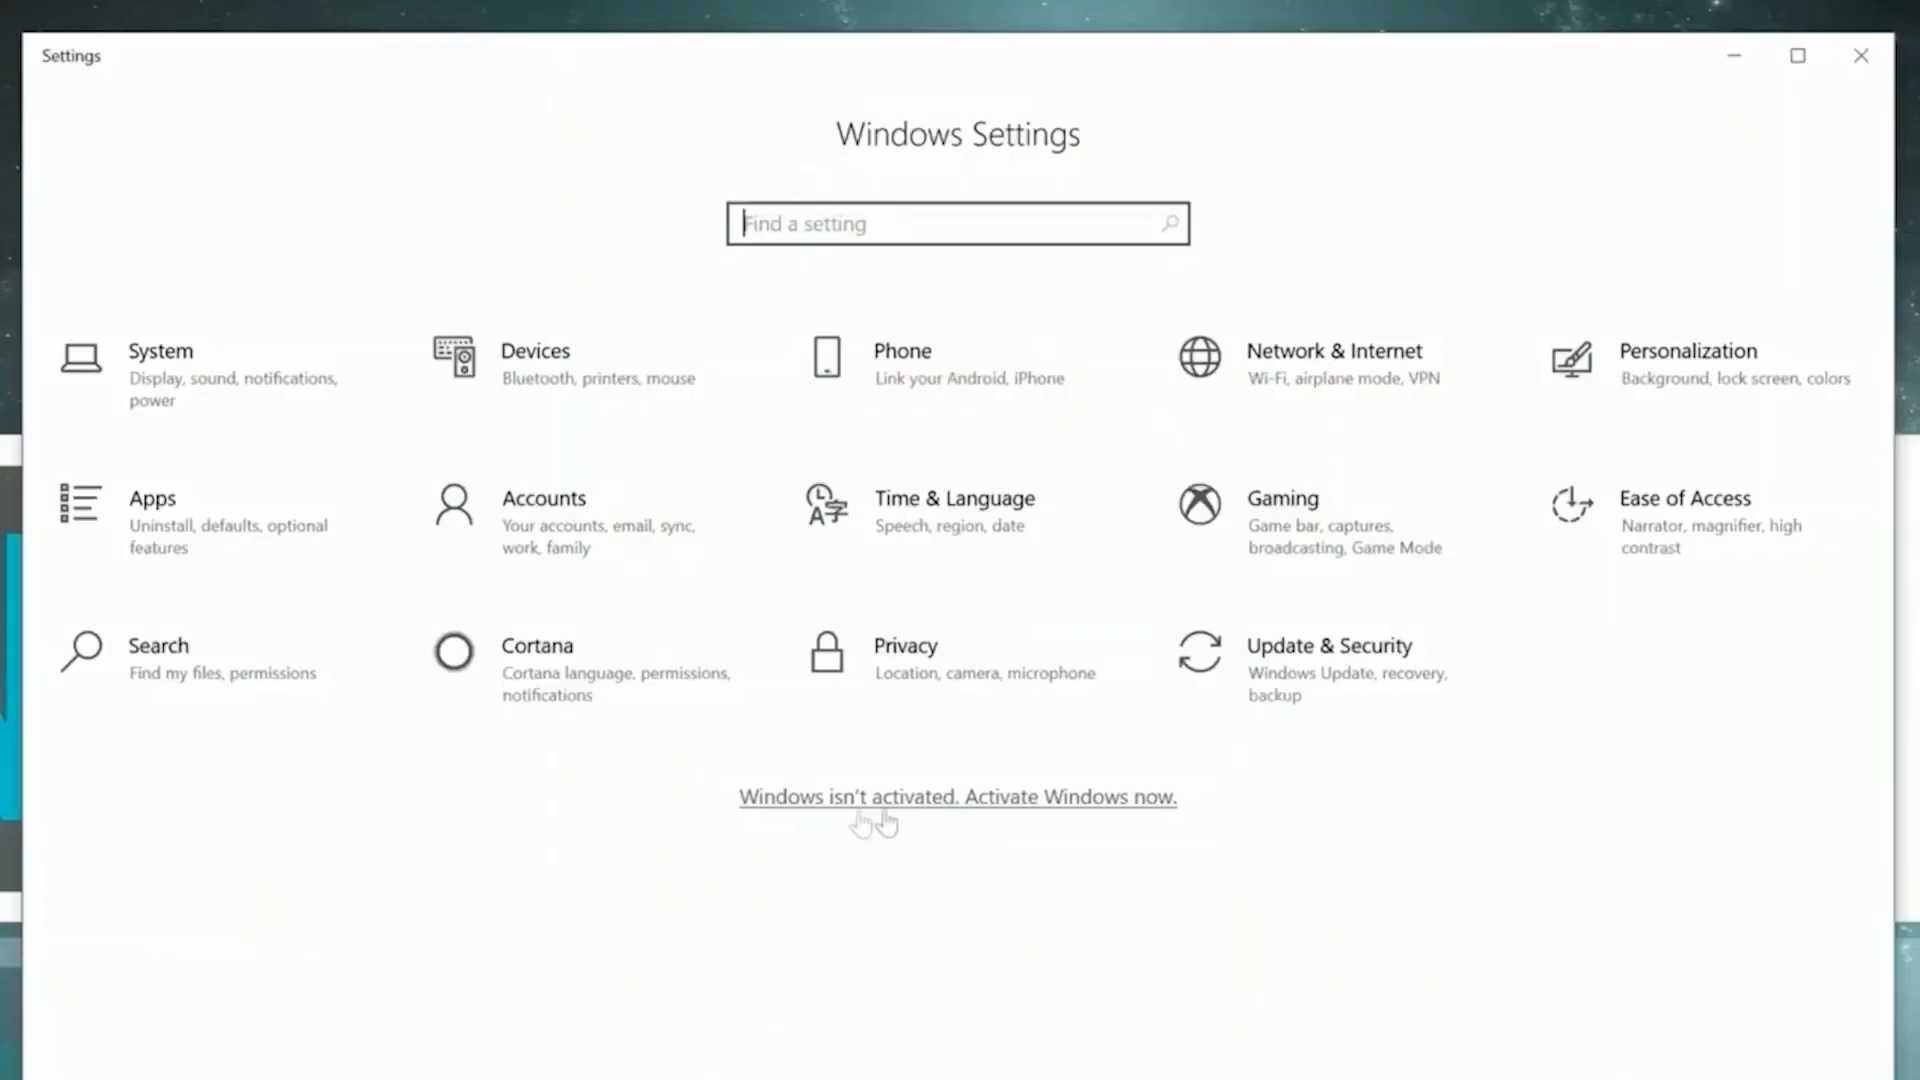 Settings
Windows Settings
Find a setting
System
Display, sound, notifications,
power
Devices
Bluetooth, printers, mouse
Phone
Link your Android, iPhone
Network & Internet
Wi-Fi, airplane mode, VPN
Personalization
Background, lock screen, colors
Apps
Uninstall, defaults, optional
features
Accounts
Your accounts, email, sync,
work, family
Time & Language
Speech, region, date
Gaming
Game bar, captures,
broadcasting, Game Mode
Ease of Access
Narrator, magnifier, high
contrast
Search
Find my files, permissions
Cortana
Cortana language, permissions,
notifications
Privacy
Location, camera, microphone
Update & Security
Windows Update, recovery,
backup
Windows isn't activated. Activate Windows now.